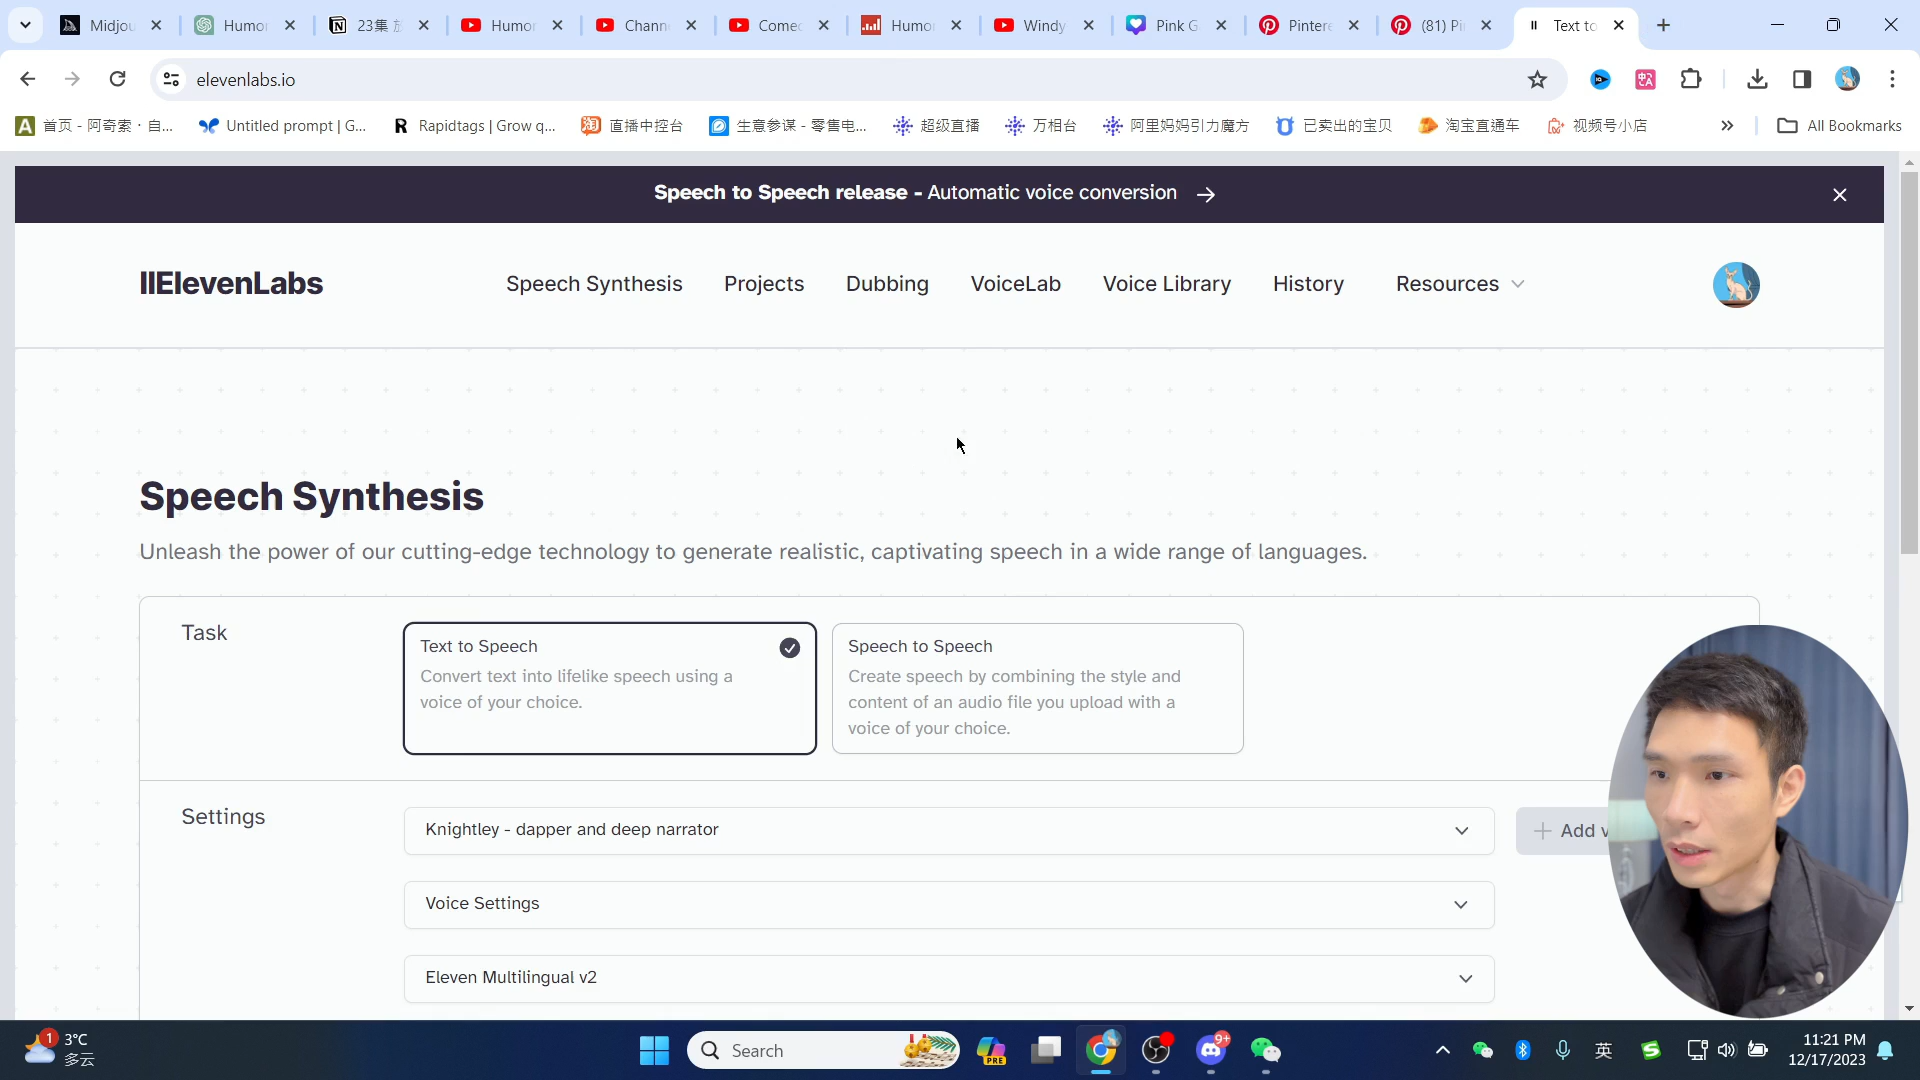 Midjou
Humor
23集 放
Humor
Chann
Comed
Humor
Windy
Pink G
Pintere
(81) Pi
Text to
elevenlabs.io
首页 - 阿奇索 · 自...
Untitled prompt | G...
Rapidtags | Grow q...
直播中控台
生意参谋 - 零售电...
超级直播
万相台
阿里妈妈引力魔方
已卖出的宝贝
淘宝直通车
视频号小店
All Bookmarks
Speech to Speech release - Automatic voice conversion →
IIElevenLabs
Speech Synthesis
Projects
Dubbing
VoiceLab
Voice Library
History
Resources
Speech Synthesis
Unleash the power of our cutting-edge technology to generate realistic, captivating speech in a wide range of languages.
Task
Text to Speech
Convert text into lifelike speech using a
voice of your choice.
Speech to Speech
Create speech by combining the style and
content of an audio file you upload with a
voice of your choice.
Settings
Knightley - dapper and deep narrator
+ Add v
Voice Settings
Eleven Multilingual v2
1
3°C
多云
Search
PRE
9+
英
11:21 PM
12/17/2023